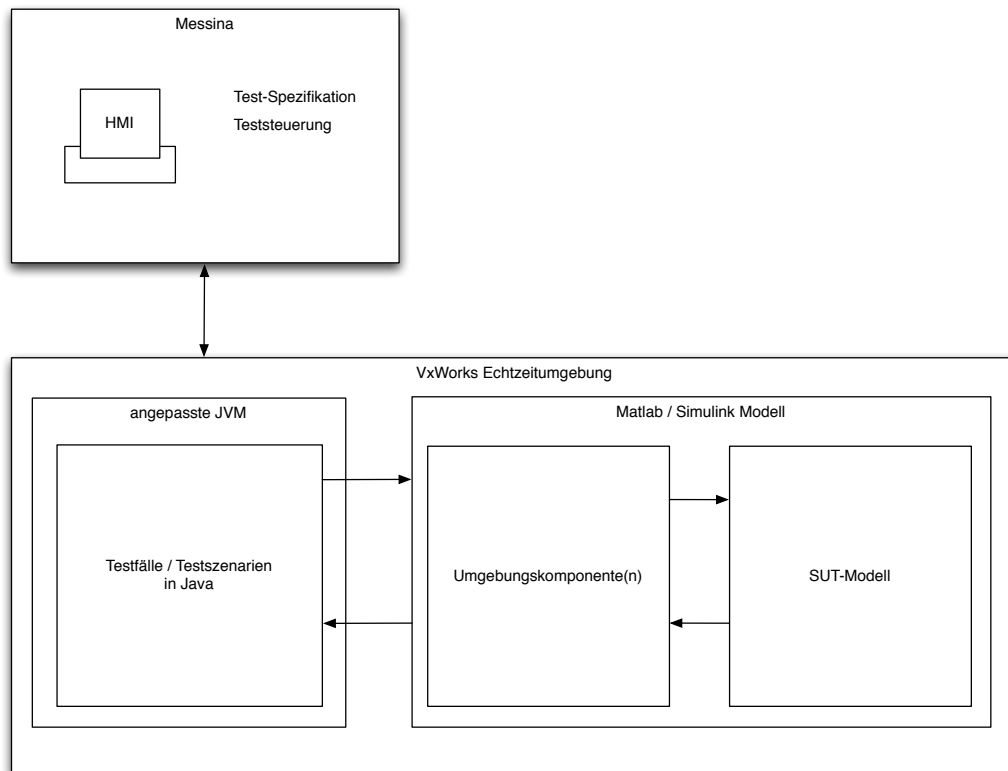 Messina
HMI
Test-Spezifikation
Teststeuerung
VxWorks Echtzeitumgebung
angepasste JVM
Matlab / Simulink Modell
Testfälle / Testszenarien
in Java
Umgebungskomponente(n)
SUT-Modell